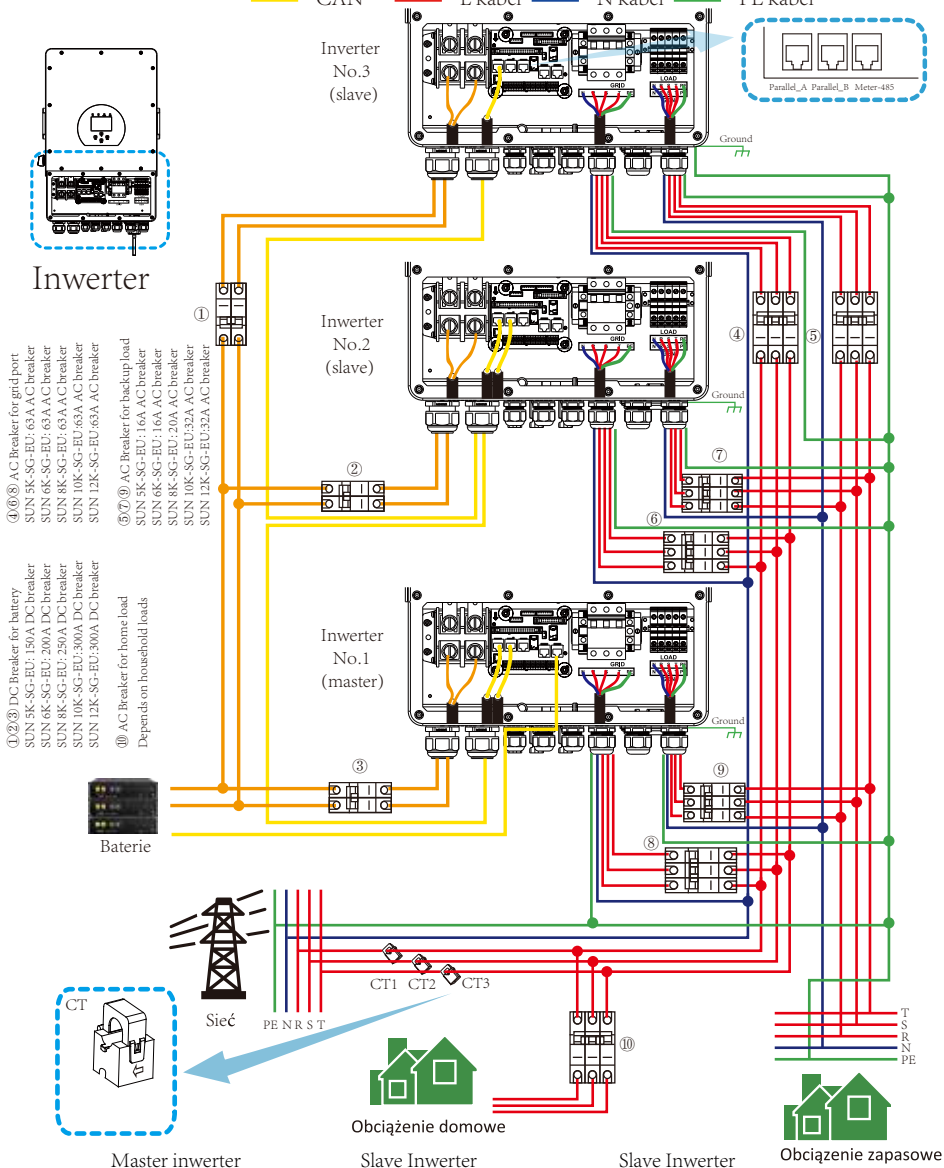 CAN L kabel N kabel PE kabel
Inverter
No.3
(slave)
GRID
LOAD
Parallel_A Parallel_B Meter-485
Ground
Inwerter
①
Inwerter
No.2
(slave)
GRID
LOAD
Ground
④
⑤
④⑥⑧ AC Breaker for grid port
SUN 5K-SG-EU: 63A AC breaker
SUN 6K-SG-EU: 63A AC breaker
SUN 8K-SG-EU: 63A AC breaker
SUN 10K-SG-EU:63A AC breaker
SUN 12K-SG-EU:63A AC breaker
⑤⑦⑨ AC Breaker for backup load
SUN 5K-SG-EU: 16A AC breaker
SUN 6K-SG-EU: 16A AC breaker
SUN 8K-SG-EU: 20A AC breaker
SUN 10K-SG-EU:32A AC breaker
SUN 12K-SG-EU:32A AC breaker
②
⑦
⑥
①②③ DC Breaker for battery
SUN 5K-SG-EU: 150A DC breaker
SUN 6K-SG-EU: 200A DC breaker
SUN 8K-SG-EU: 250A DC breaker
SUN 10K-SG-EU:300A DC breaker
SUN 12K-SG-EU:300A DC breaker
⑩ AC Breaker for home load
Depends on household loads
Inwerter
No.1
(master)
GRID
LOAD
Ground
③
⑨
⑧
Baterie
CT1 CT2 CT3
Sieć
PE N R S T
CT
⑩
T
S
R
N
PE
Obciążenie domowe
Obciążenie zapasowe
Master inwerter Slave Inwerter Slave Inwerter